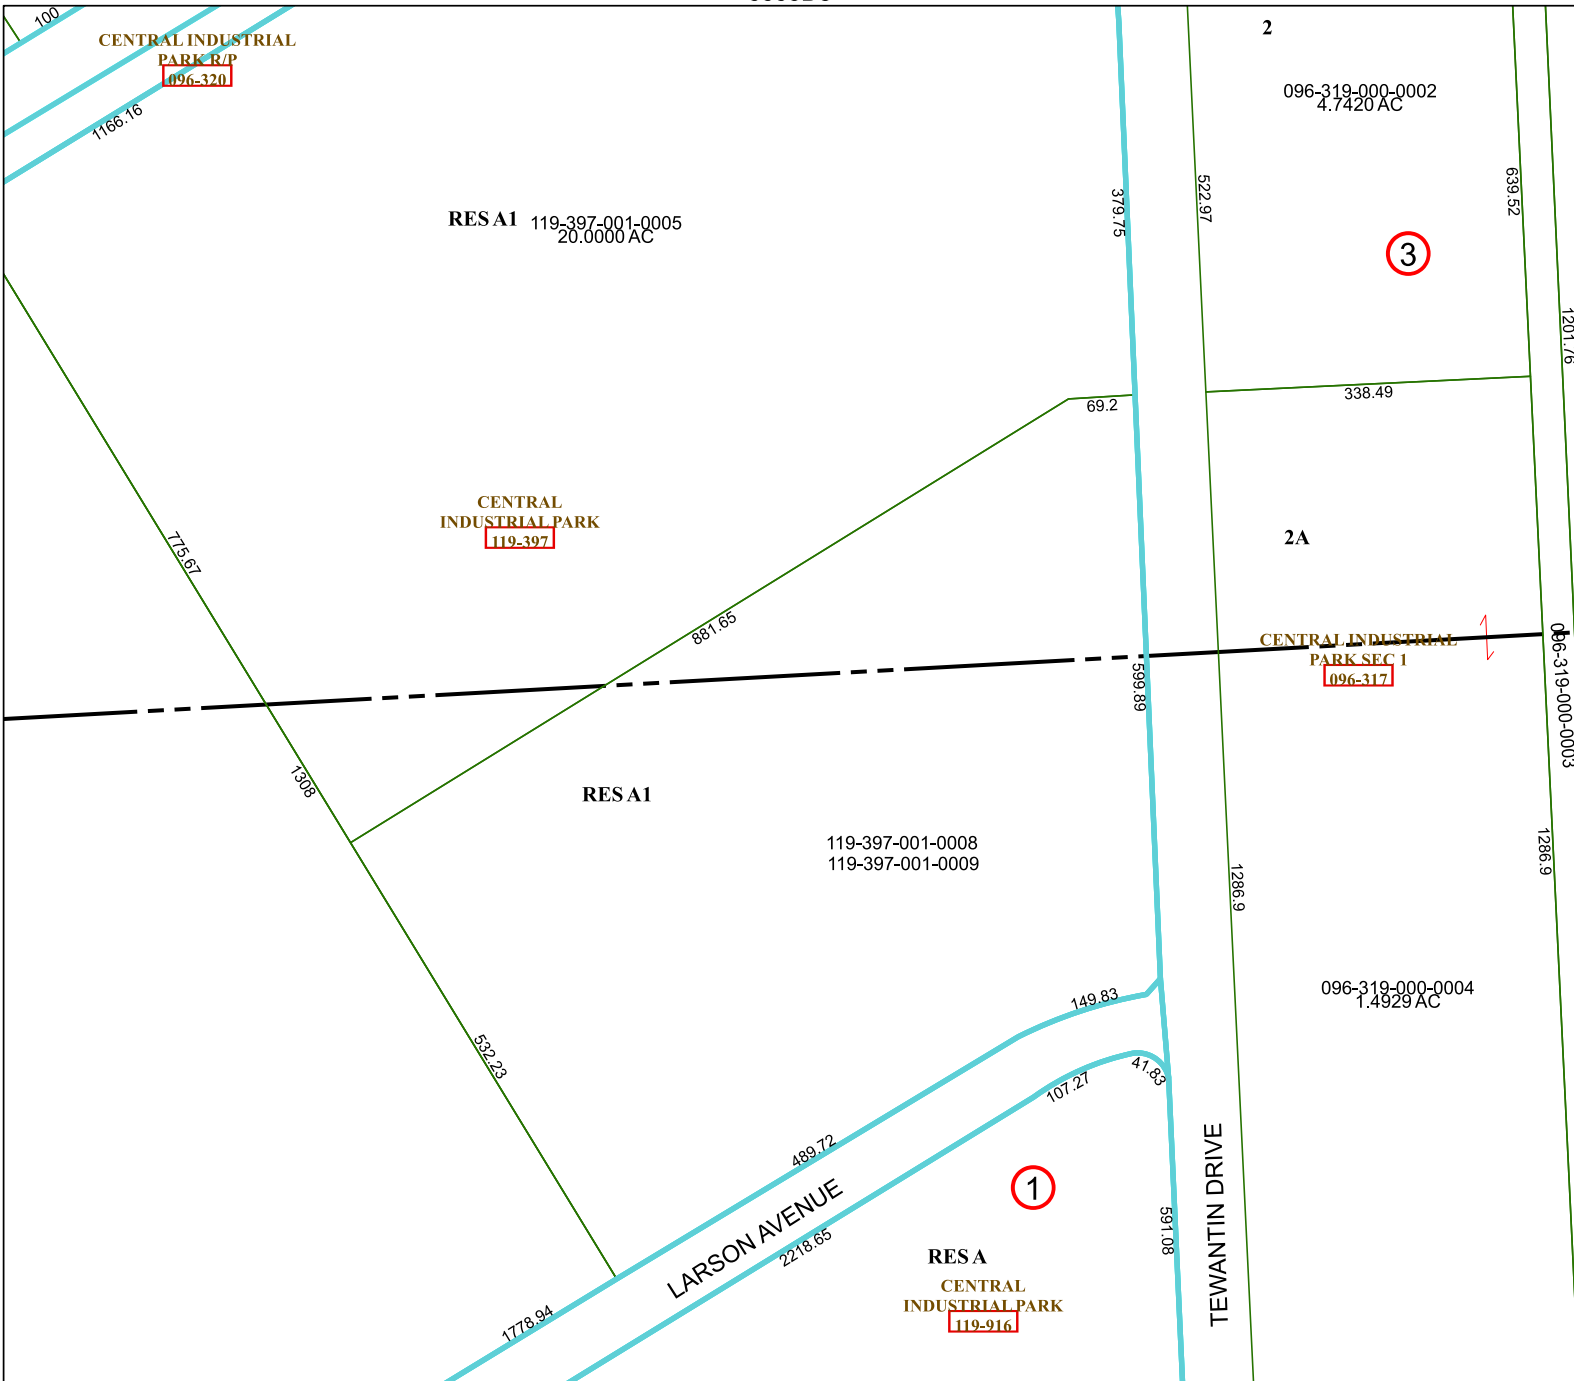 100
CENTRAL INDUSTRIAL
PARK R/P
096-320
1166.16
2
096-319-000-0002
4.7420 AC
RES A1
119-397-001-0005
20.0000 AC
379.75
522.97
639.52
3
1201.76
69.2
338.49
CENTRAL
INDUSTRIAL PARK
119-397
775.67
881.65
2A
CENTRAL INDUSTRIAL
PARK SEC 1
096-317
096-319-000-0003
599.89
1308
RES A1
119-397-001-0008
119-397-001-0009
1286.9
1286.9
096-319-000-0004
1.4929 AC
149.83
532.23
107.27
41.83
489.72
LARSON AVENUE
2218.65
1
591.08
TEWANTIN DRIVE
RES A
CENTRAL
INDUSTRIAL PARK
119-916
1778.94